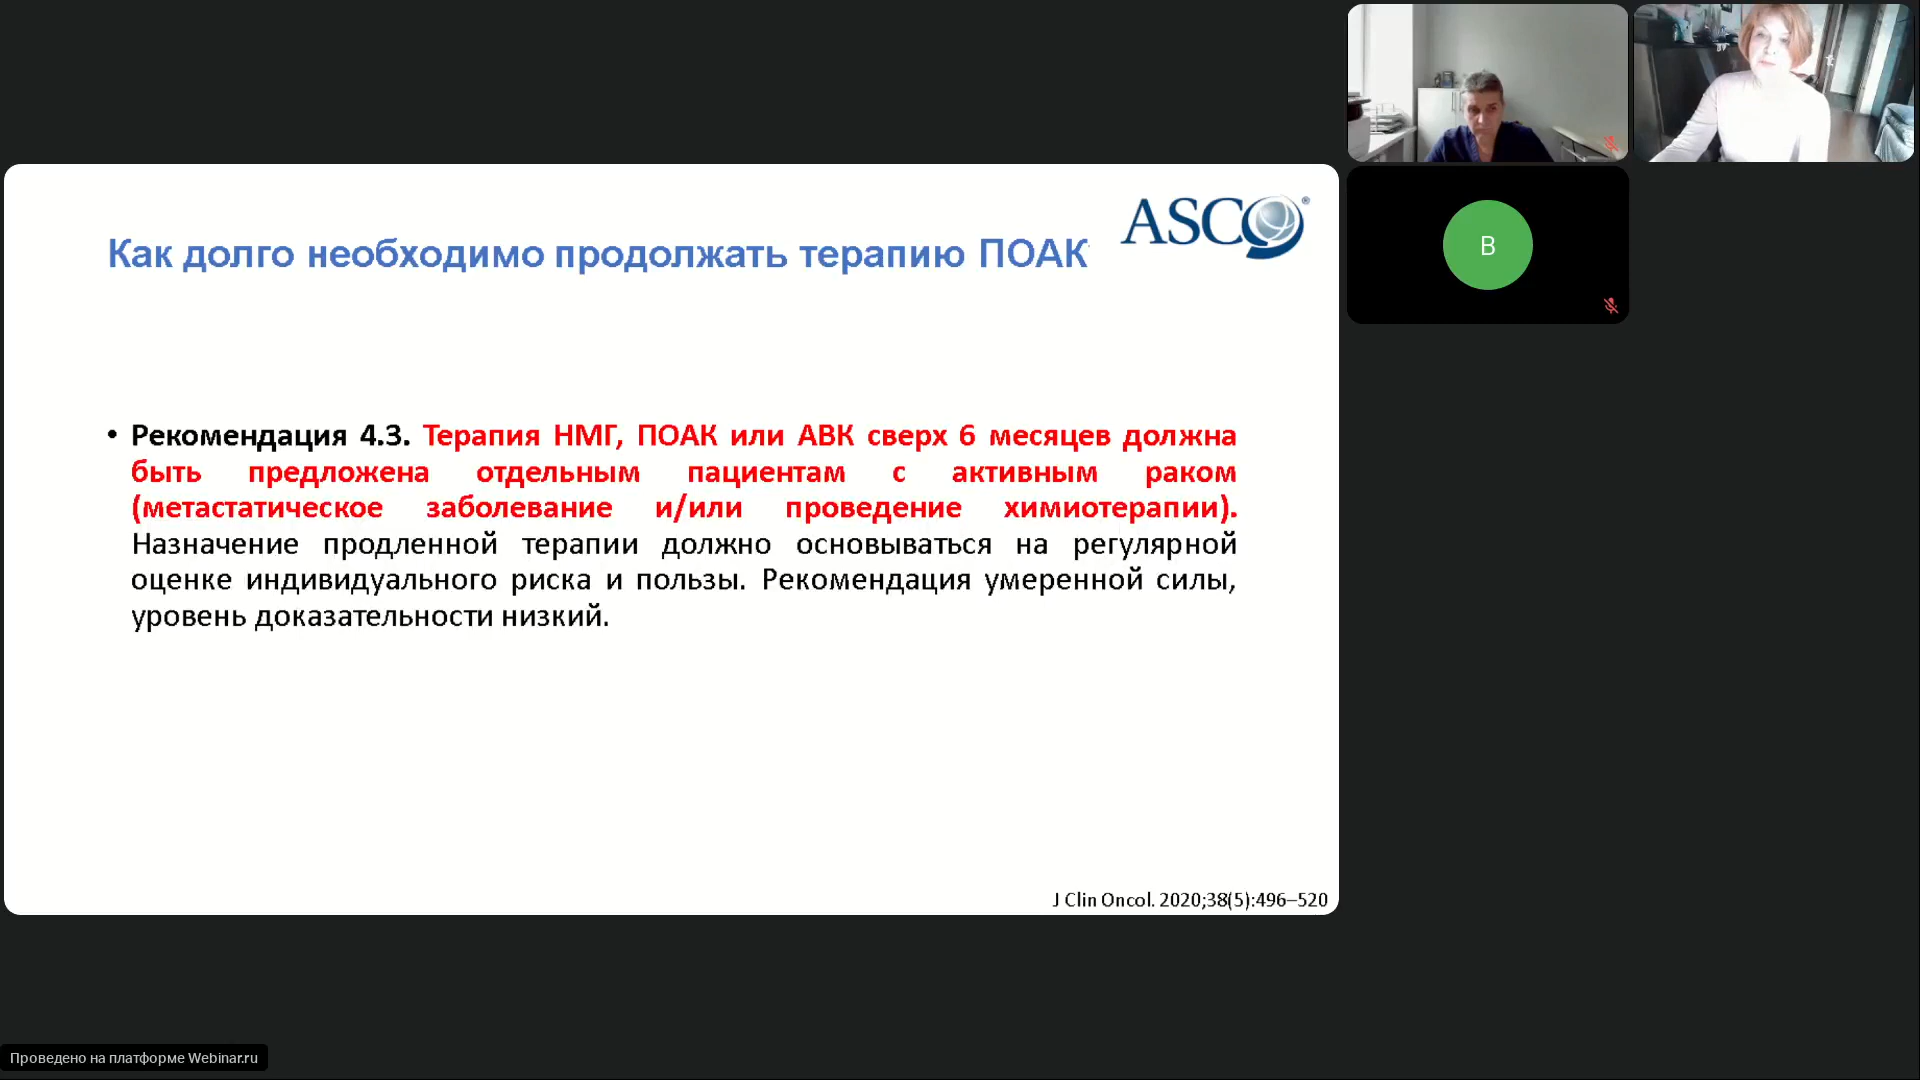 ASCO®
Как долго необходимо продолжать терапию ПОАК
• Рекомендация 4.3. Терапия НМГ, ПОАК или АВК сверх 6 месяцев должна
быть предложена отдельным пациентам с активным раком
(метастатическое заболевание и/или проведение химиотерапии).
Назначение продленной терапии должно основываться на регулярной
оценке индивидуального риска и пользы. Рекомендация умеренной силы,
уровень доказательности низкий.
J Clin Oncol. 2020;38(5):496–520
В
Проведено на платформе Webinar.ru